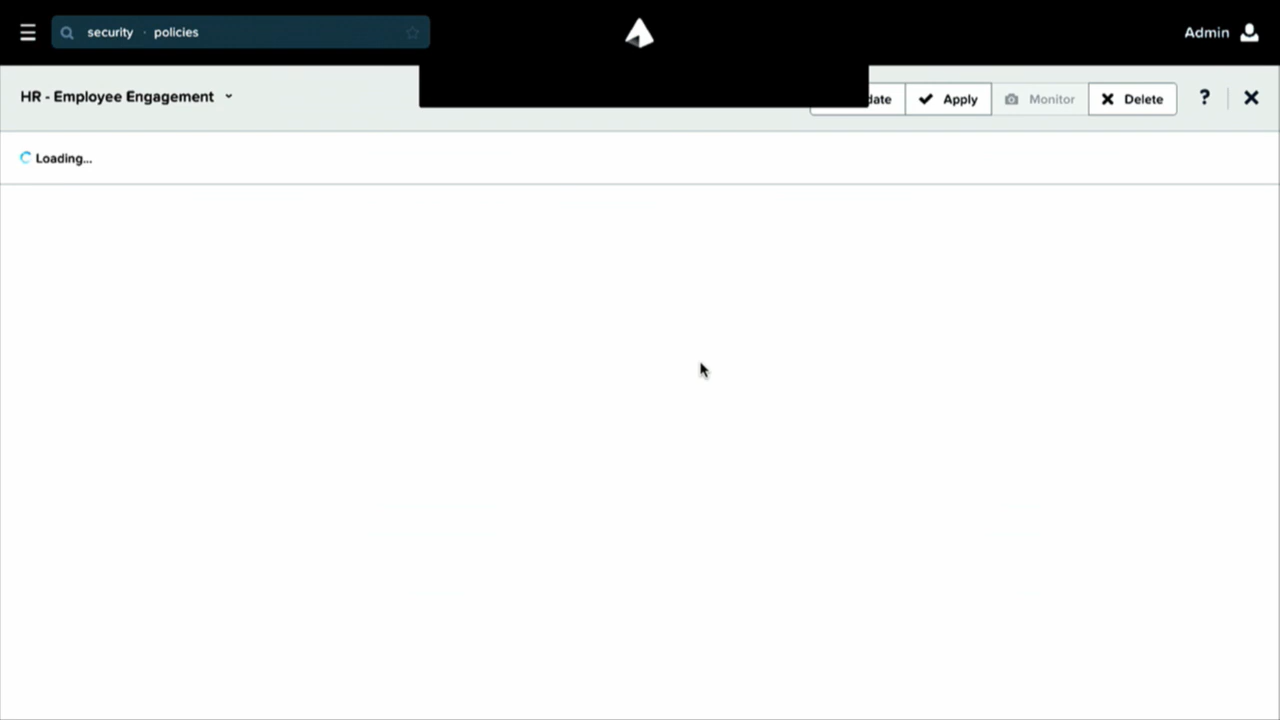 security · policies
Admin
HR - Employee Engagement
Apply
Monitor
Delete
?
Loading...